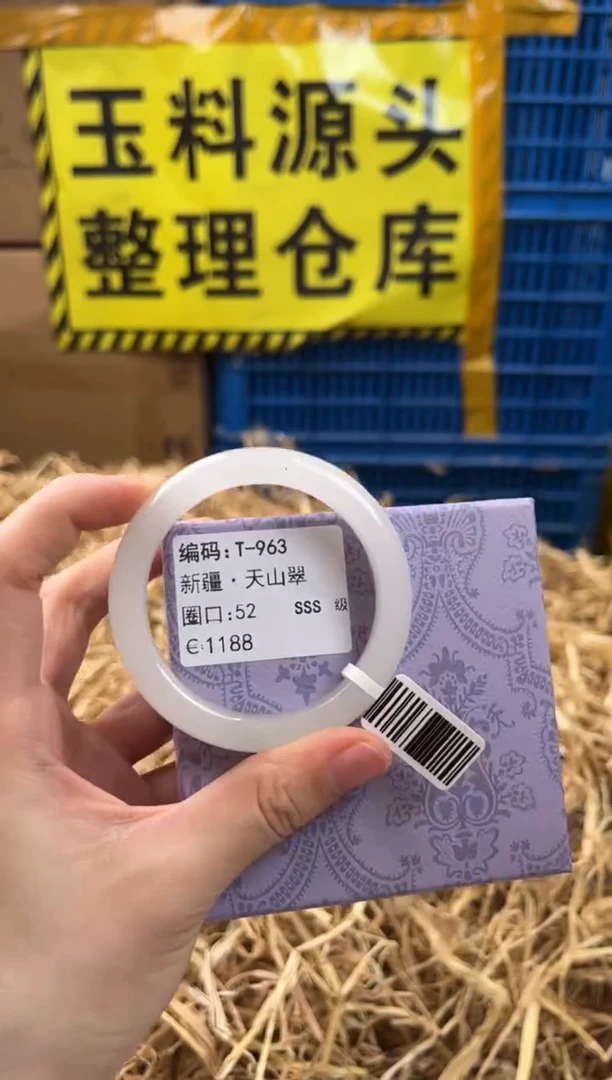 玉料源头
整理仓库
编码:T-963
新疆·天山翠
圈口:52 SSS 级
€:1188